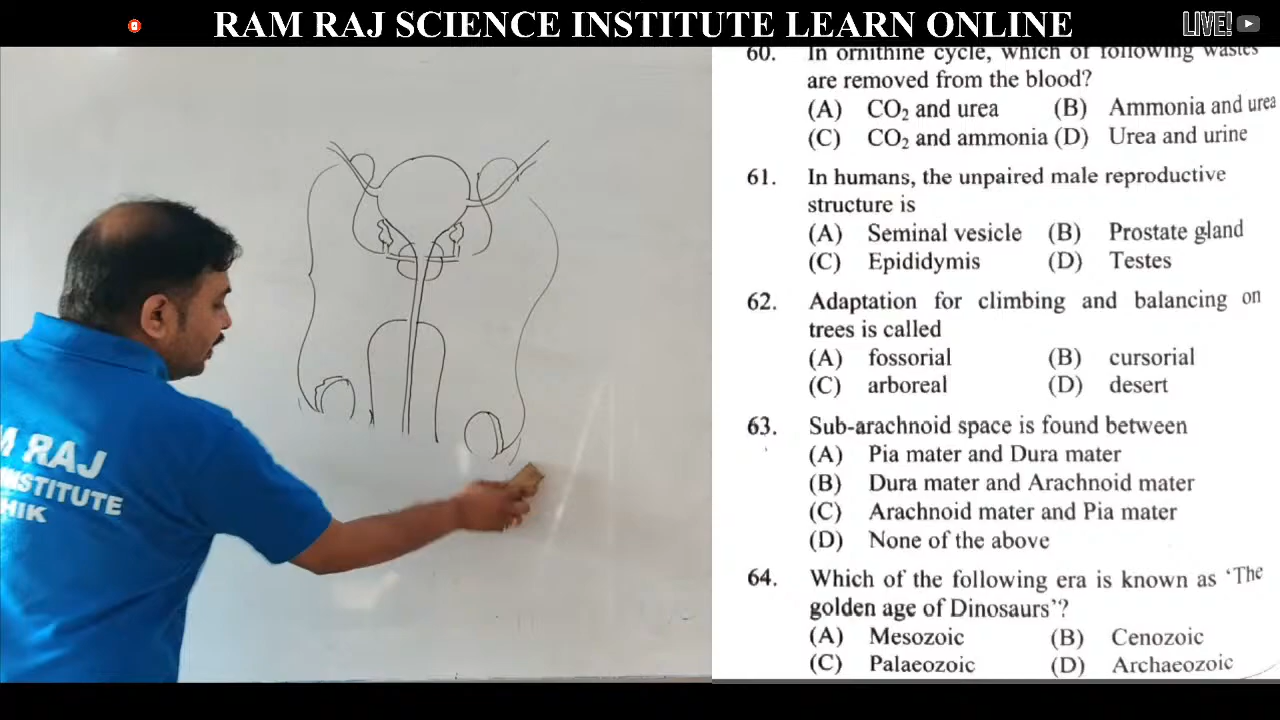 RAM RAJ SCIENCE INSTITUTE LEARN ONLINE
LIVE!
M RAJ
INSTITUTE
HIK
60. In ornithine cycle, which of following wastes
are removed from the blood?
(A) CO₂ and urea (B) Ammonia and urea
(C) CO₂ and ammonia (D) Urea and urine
61. In humans, the unpaired male reproductive
structure is
(A) Seminal vesicle (B) Prostate gland
(C) Epididymis (D) Testes
62. Adaptation for climbing and balancing on
trees is called
(A) fossorial (B) cursorial
(C) arboreal (D) desert
63. Sub-arachnoid space is found between
(A) Pia mater and Dura mater
(B) Dura mater and Arachnoid mater
(C) Arachnoid mater and Pia mater
(D) None of the above
64. Which of the following era is known as ‘The
golden age of Dinosaurs’?
(A) Mesozoic (B) Cenozoic
(C) Palaeozoic (D) Archaeozoic